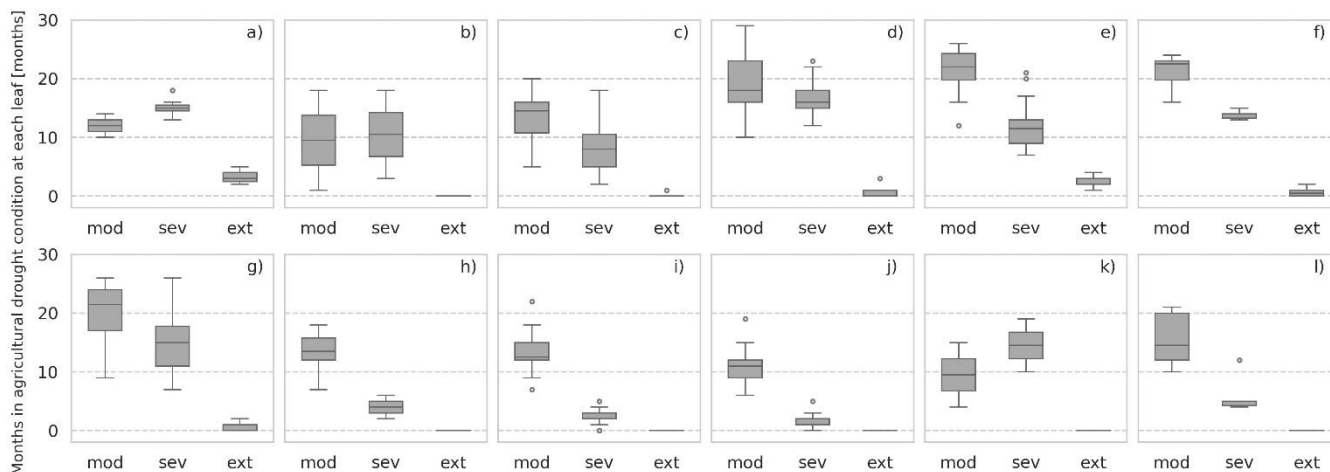 Months in agricultural drought condition at each leaf [months]
30 a) b) c) d) e) f)
20
10
0
mod sev ext mod sev ext mod sev ext mod sev ext mod sev ext mod sev ext
30 g) h) i) j) k) l)
20
10
0
mod sev ext mod sev ext mod sev ext mod sev ext mod sev ext mod sev ext